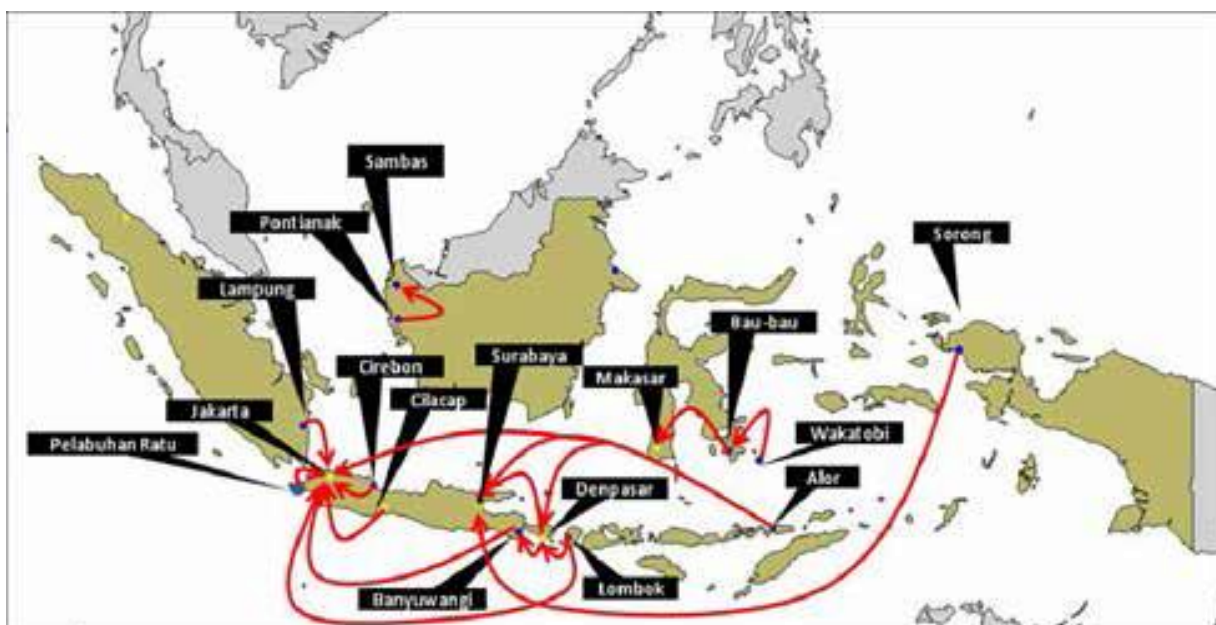 Sambas
Pontianak
Sorong
Lampung
Bau-bau
Cirebon
Surabaya
Makasar
Cilacap
Jakarta
Pelabuhan Ratu
Wakatobi
Alor
Denpasar
Lombok
Banyuwangi